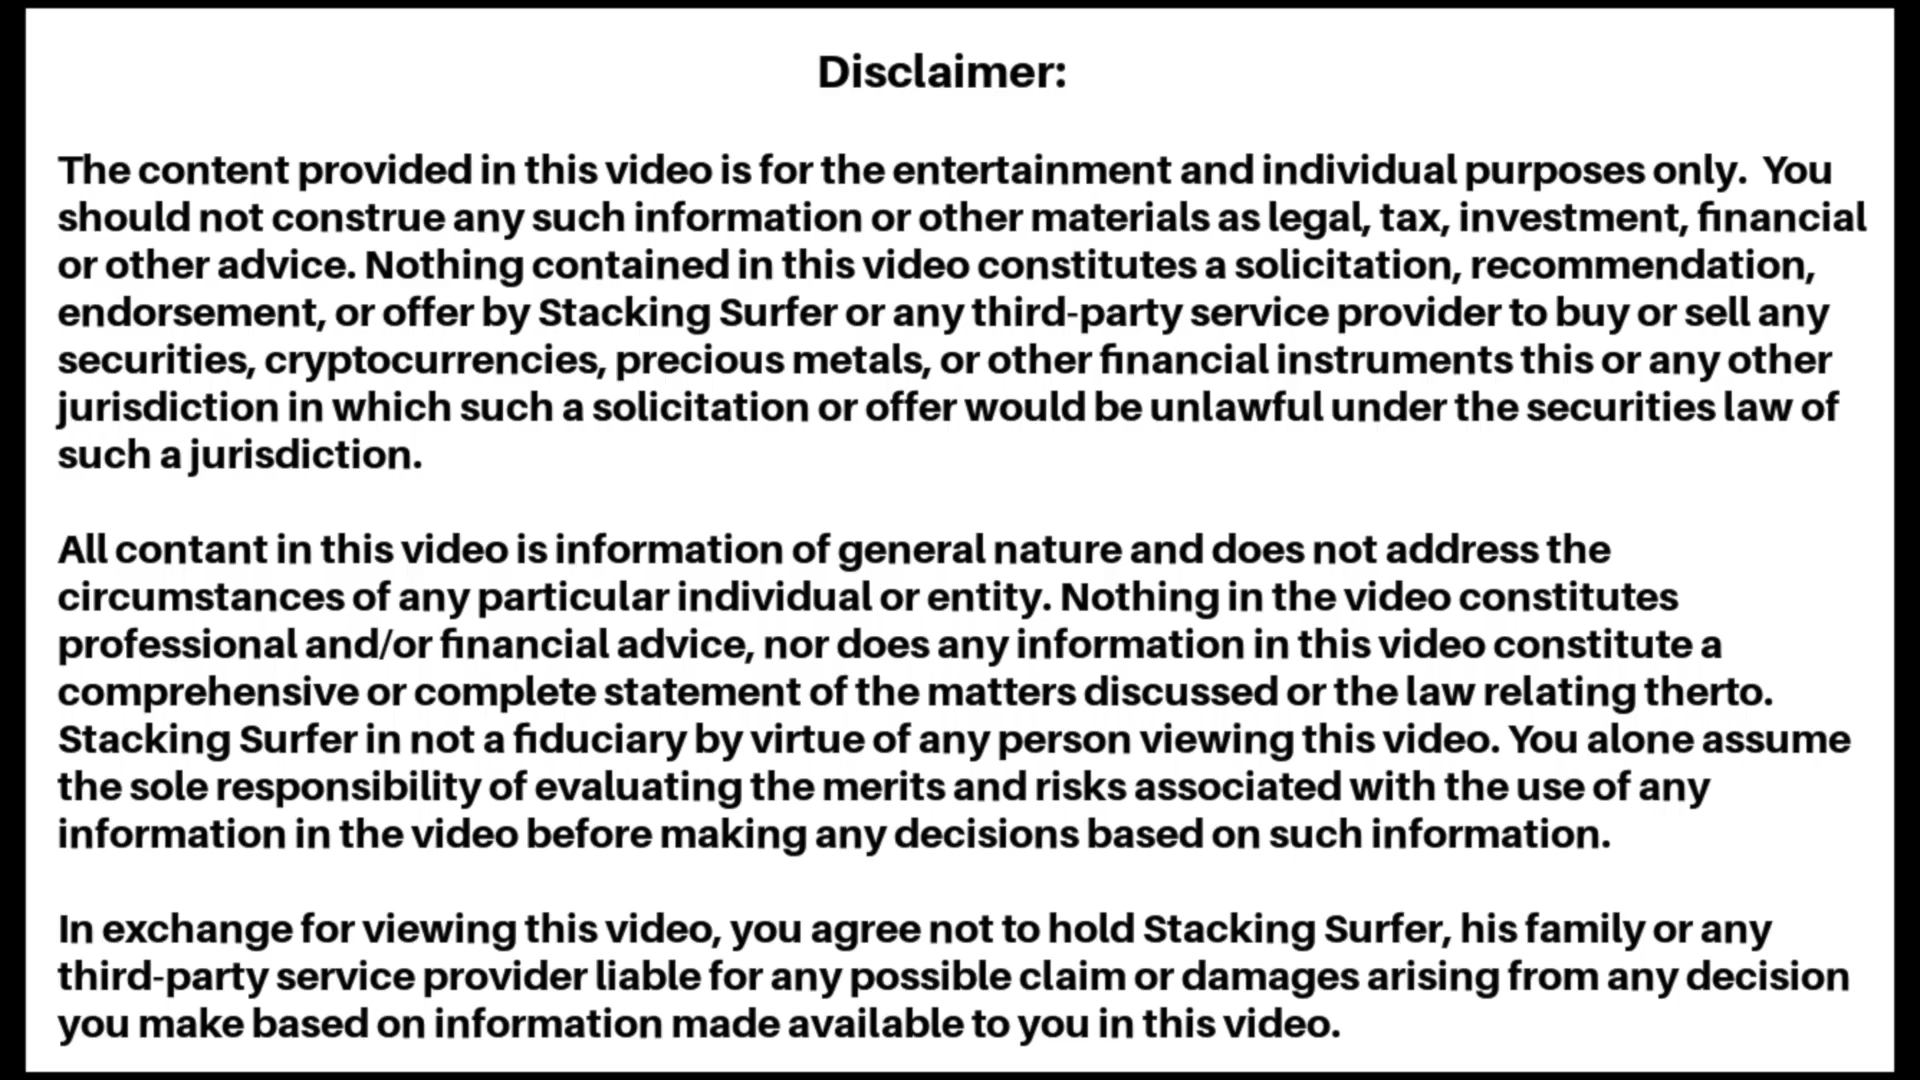 Disclaimer:
The content provided in this video is for the entertainment and individual purposes only.  You
should not construe any such information or other materials as legal, tax, investment, financial
or other advice. Nothing contained in this video constitutes a solicitation, recommendation,
endorsement, or offer by Stacking Surfer or any third-party service provider to buy or sell any
securities, cryptocurrencies, precious metals, or other financial instruments this or any other
jurisdiction in which such a solicitation or offer would be unlawful under the securities law of
such a jurisdiction.
All contant in this video is information of general nature and does not address the
circumstances of any particular individual or entity. Nothing in the video constitutes
professional and/or financial advice, nor does any information in this video constitute a
comprehensive or complete statement of the matters discussed or the law relating therto.
Stacking Surfer in not a fiduciary by virtue of any person viewing this video. You alone assume
the sole responsibility of evaluating the merits and risks associated with the use of any
information in the video before making any decisions based on such information.
In exchange for viewing this video, you agree not to hold Stacking Surfer, his family or any
third-party service provider liable for any possible claim or damages arising from any decision
you make based on information made available to you in this video.